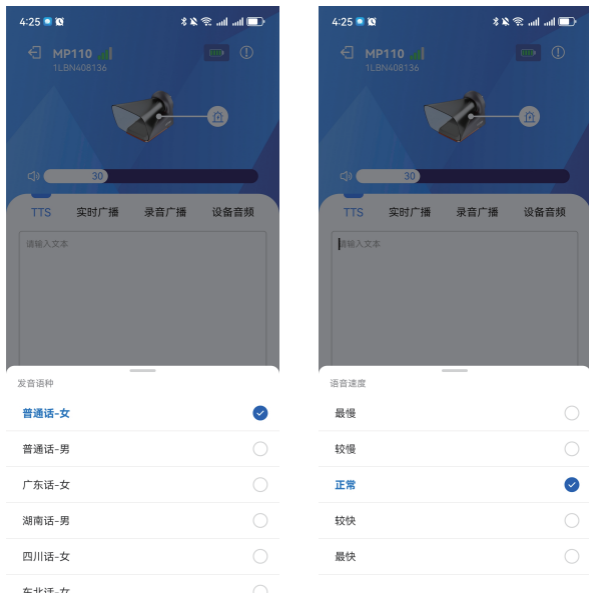 4:25
MP110
1LBN408136
30
TTS 实时广播 录音广播 设备音频
请输入文本
发音语种
普通话-女
普通话-男
广东话-女
湖南话-男
四川话-女
东北话-女
4:25
MP110
1LBN408136
30
TTS 实时广播 录音广播 设备音频
请输入文本
语音速度
最慢
较慢
正常
较快
最快